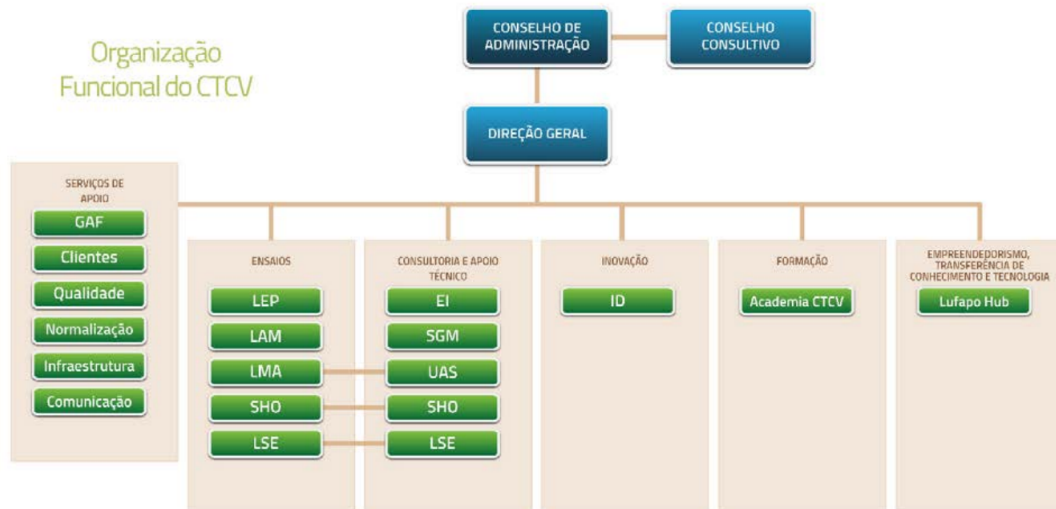 Organização
Funcional do CTCV
CONSELHO DE
ADMINISTRAÇÃO
CONSELHO
CONSULTIVO
DIREÇÃO GERAL
SERVIÇOS DE
APOIO
GAF
Clientes
Qualidade
Normalização
Infraestrutura
Comunicação
ENSAIOS
LEP
LAM
LMA
SHO
LSE
CONSULTORIA E APOIO
TÉCNICO
EI
SGM
UAS
SHO
LSE
INOVAÇÃO
ID
FORMAÇÃO
Academia CTCV
EMPREENDEDORISMO,
TRANSFERÊNCIA DE
CONHECIMENTO E TECNOLOGIA
Lufapo Hub